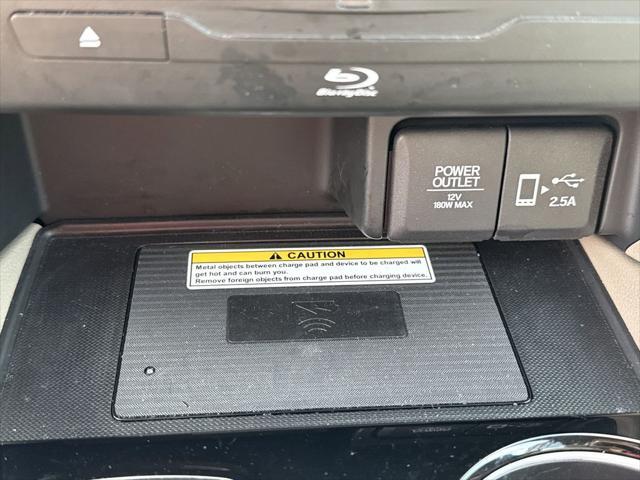 Blu-ray Disc
POWER
OUTLET
12V
180W MAX
2.5A
CAUTION
Metal objects between charge pad and device to be charged will
get hot and can burn you.
Remove foreign objects from charge pad before charging device.